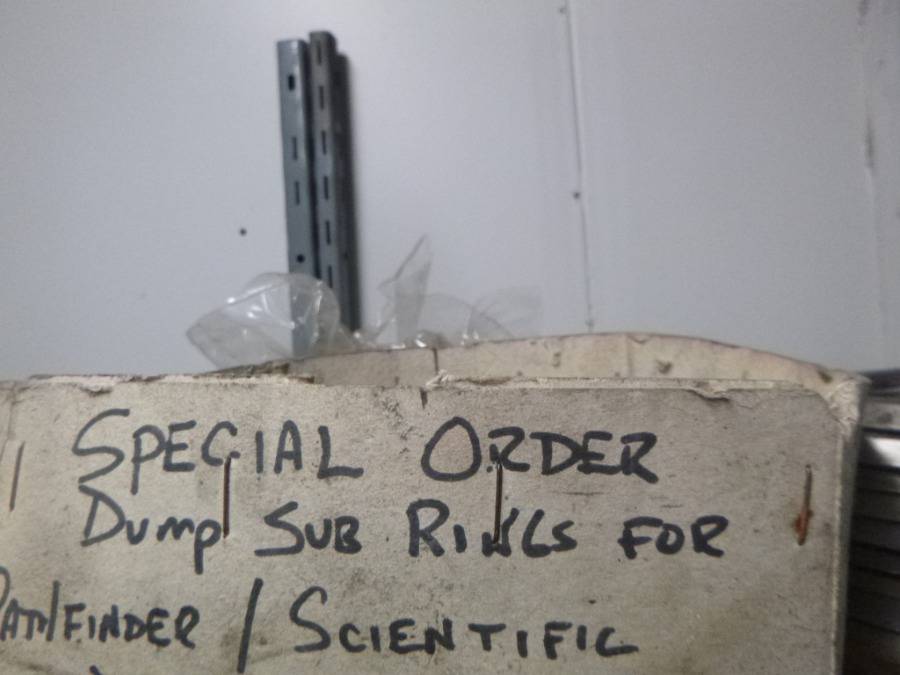 SPECIAL ORDER
Dump SUB RINGS FOR
PATHFINDER / SCIENTIFIC